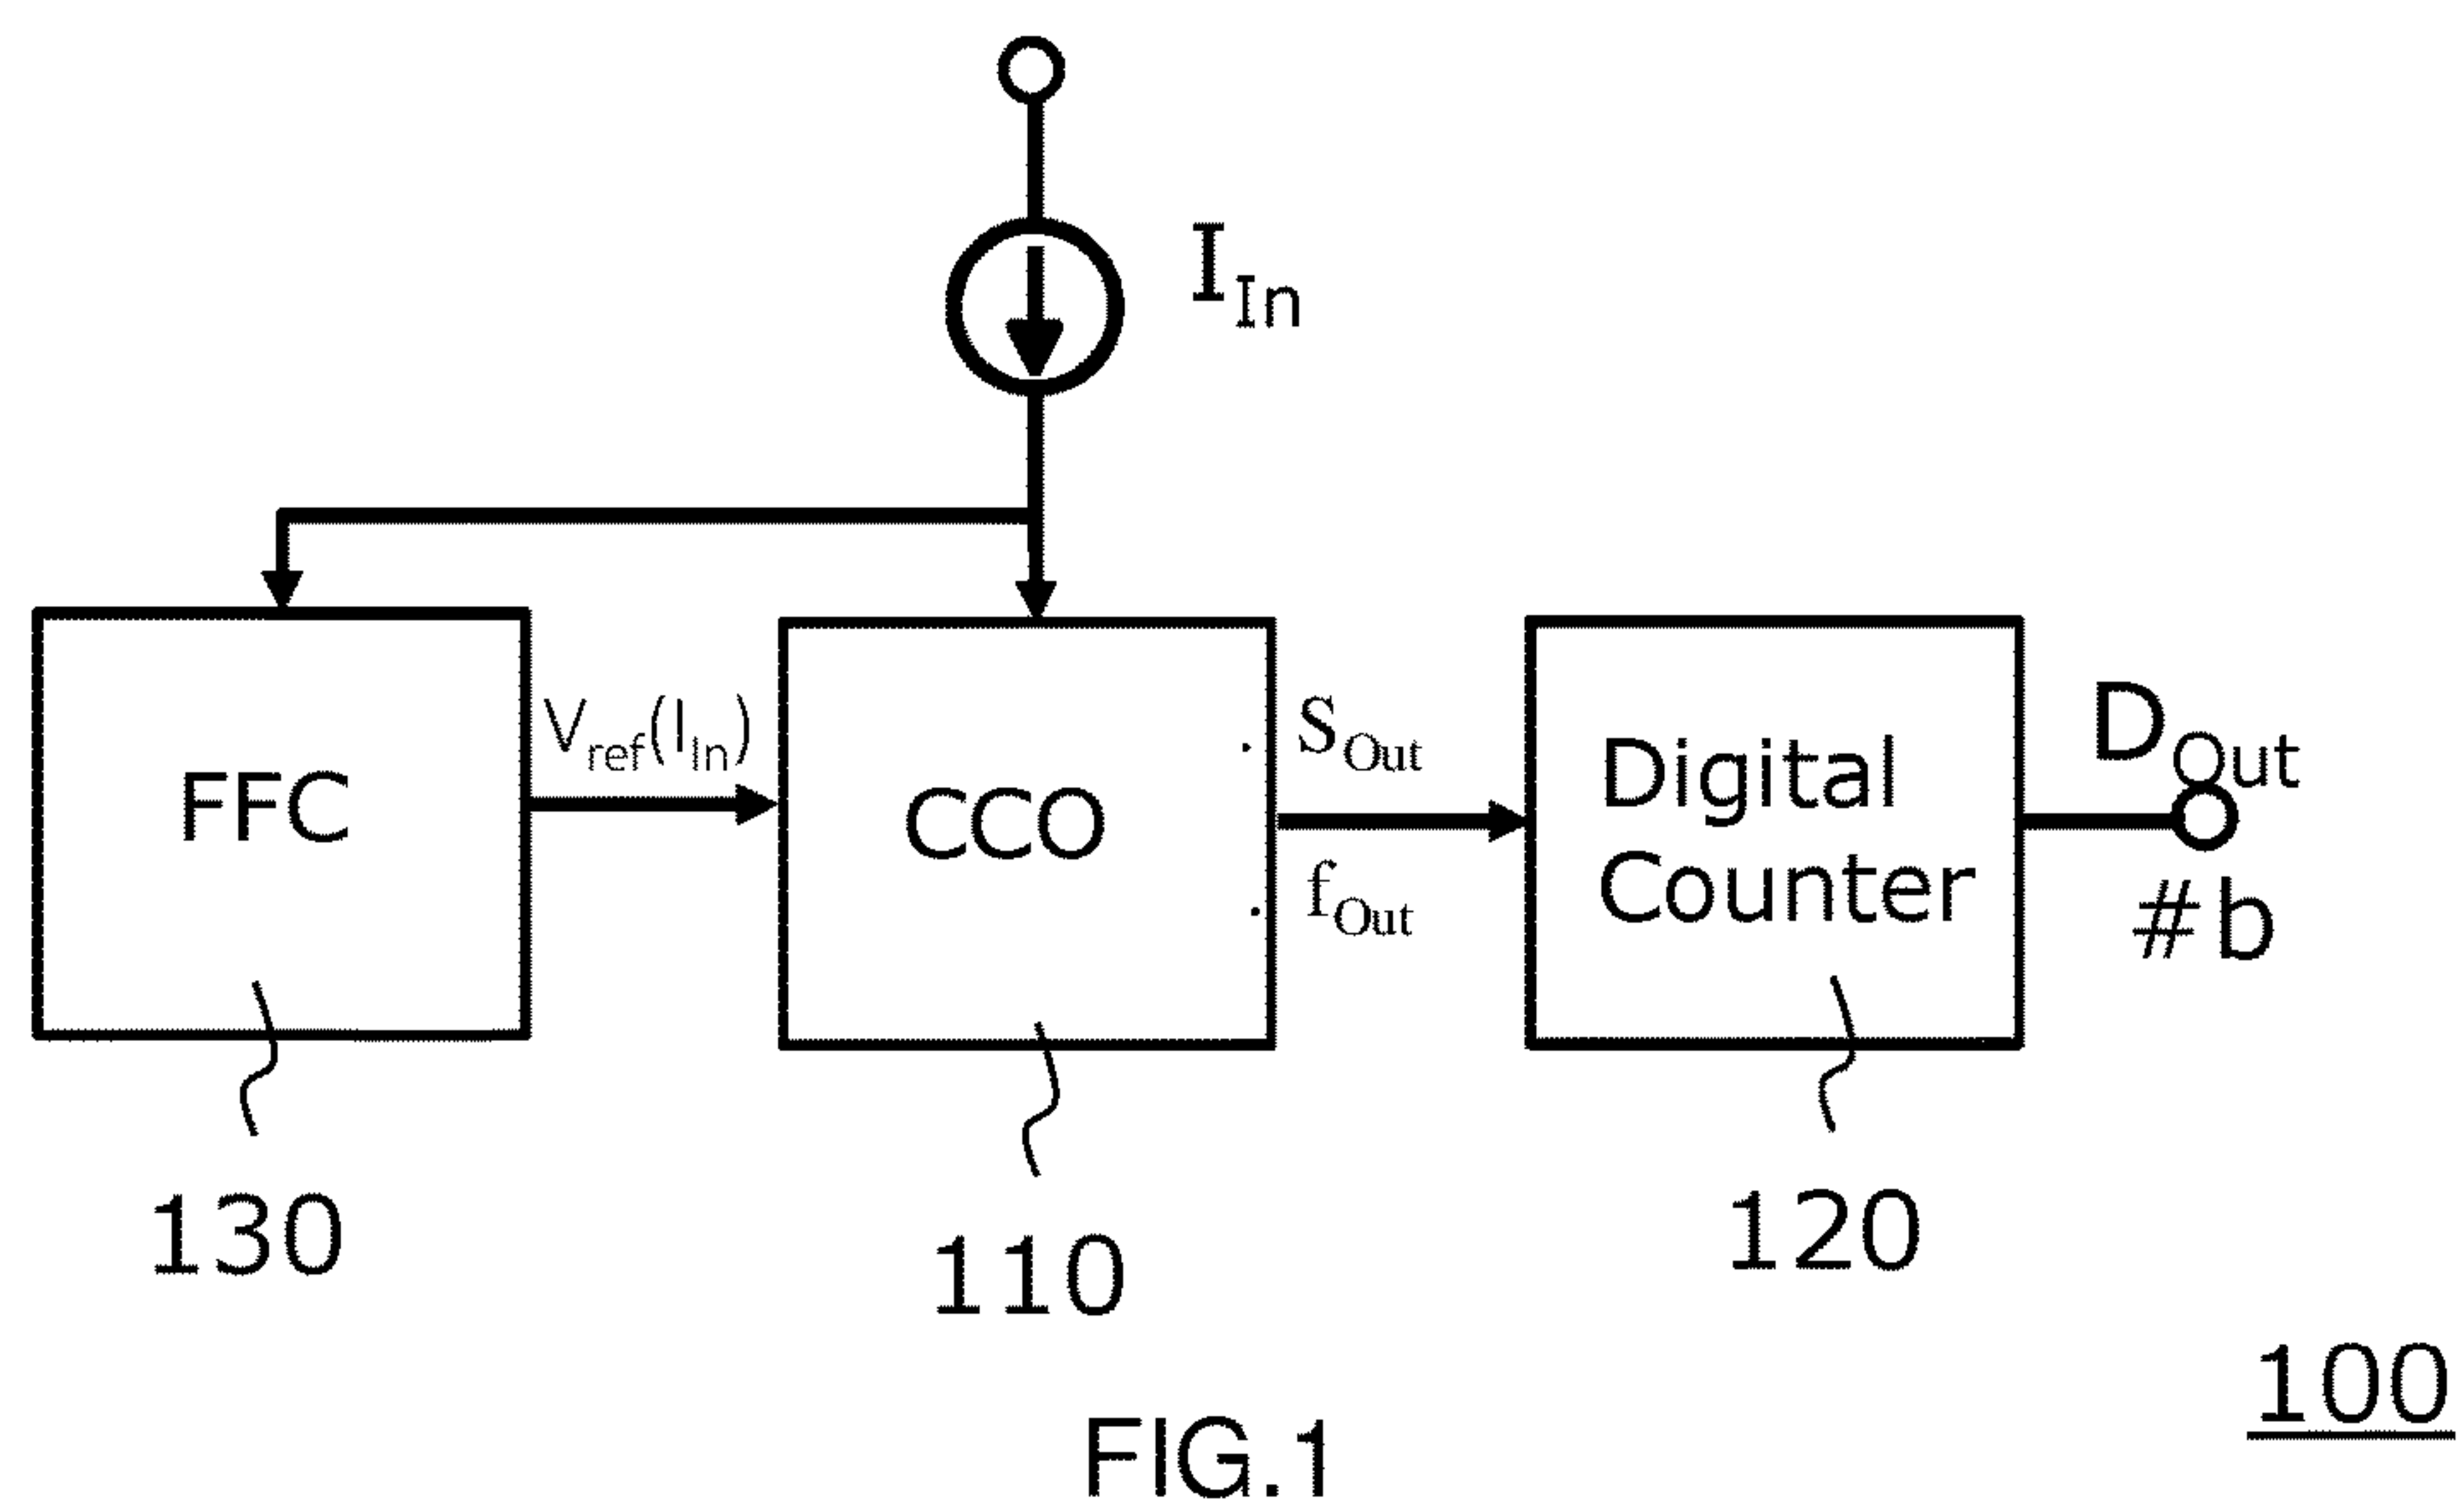 I_In
V_ref(I_In)
S_Out
D_Out
FFC
CCO
Digital
Counter
f_Out
#b
130
110
120
100
FIG.1